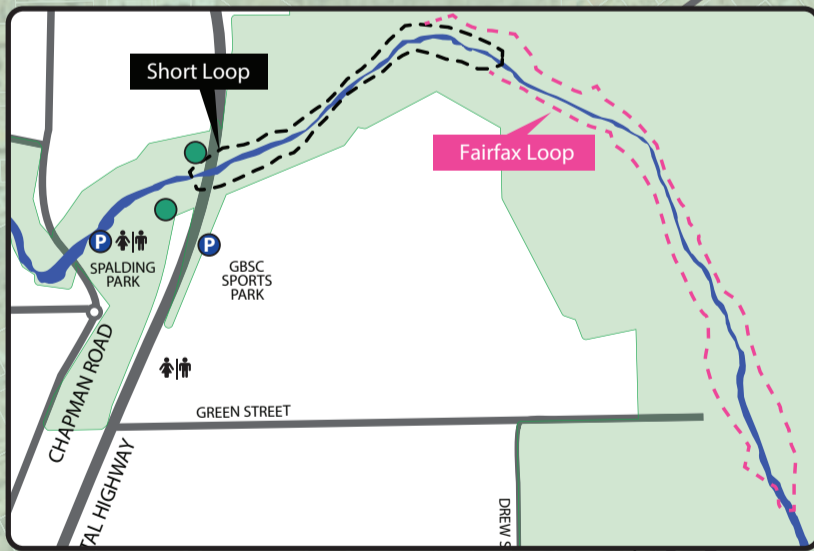 Short Loop
Fairfax Loop
P
SPALDING
PARK
P
GBSC
SPORTS
PARK
CHAPMAN ROAD
GREEN STREET
TAL HIGHWAY
DREW S